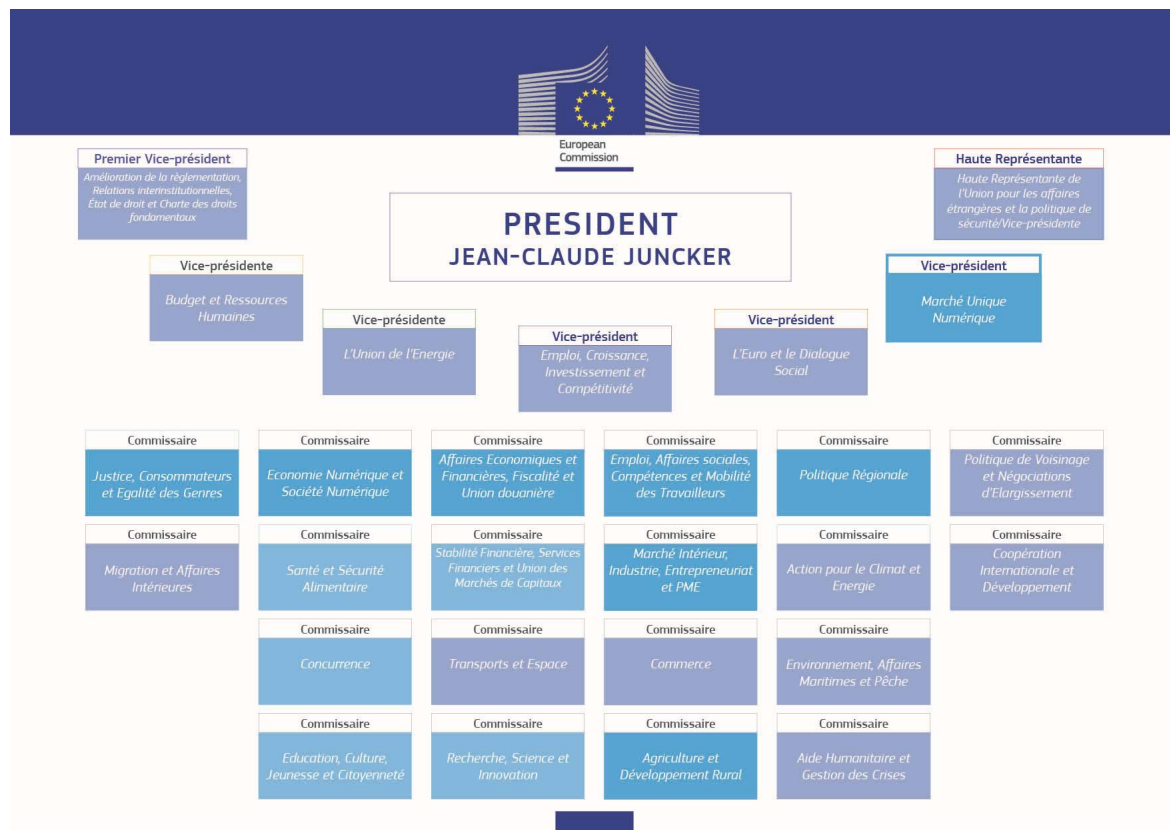 European
Commission
Premier Vice-président
Amélioration de la règlementation,
Relations interinstitutionnelles,
État de droit et Charte des droits
fondamentaux
Haute Représentante
Haute Représentante de
l'Union pour les affaires
étrangères et la politique de
sécurité/Vice-présidente
PRESIDENT
JEAN-CLAUDE JUNCKER
Vice-présidente
Budget et Ressources
Humaines
Vice-président
Marché Unique
Numérique
Vice-présidente
L'Union de l'Energie
Vice-président
Emploi, Croissance,
Investissement et
Compétitivité
Vice-président
L'Euro et le Dialogue
Social
Commissaire
Justice, Consommateurs
et Egalité des Genres
Commissaire
Economie Numérique et
Société Numérique
Commissaire
Affaires Economiques et
Financières, Fiscalité et
Union douanière
Commissaire
Emploi, Affaires sociales,
Compétences et Mobilité
des Travailleurs
Commissaire
Politique Régionale
Commissaire
Politique de Voisinage
et Négociations
d'Elargissement
Commissaire
Migration et Affaires
Intérieures
Commissaire
Santé et Sécurité
Alimentaire
Commissaire
Stabilité Financière, Services
Financiers et Union des
Marchés de Capitaux
Commissaire
Marché Intérieur,
Industrie, Entrepreneuriat
et PME
Commissaire
Action pour le Climat et
Energie
Commissaire
Coopération
Internationale et
Développement
Commissaire
Concurrence
Commissaire
Transports et Espace
Commissaire
Commerce
Commissaire
Environnement, Affaires
Maritimes et Pêche
Commissaire
Education, Culture,
Jeunesse et Citoyenneté
Commissaire
Recherche, Science et
Innovation
Commissaire
Agriculture et
Développement Rural
Commissaire
Aide Humanitaire et
Gestion des Crises